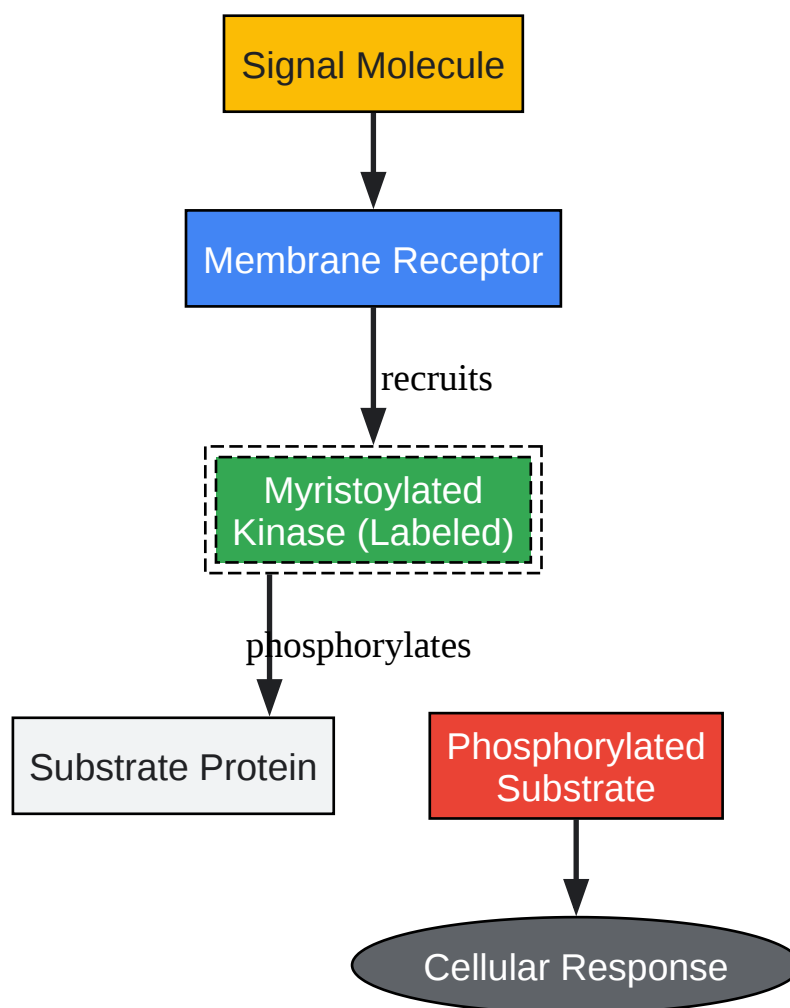 Signal Molecule
Membrane Receptor
recruits
Myristoylated
Kinase (Labeled)
phosphorylates
Substrate Protein
Phosphorylated
Substrate
Cellular Response